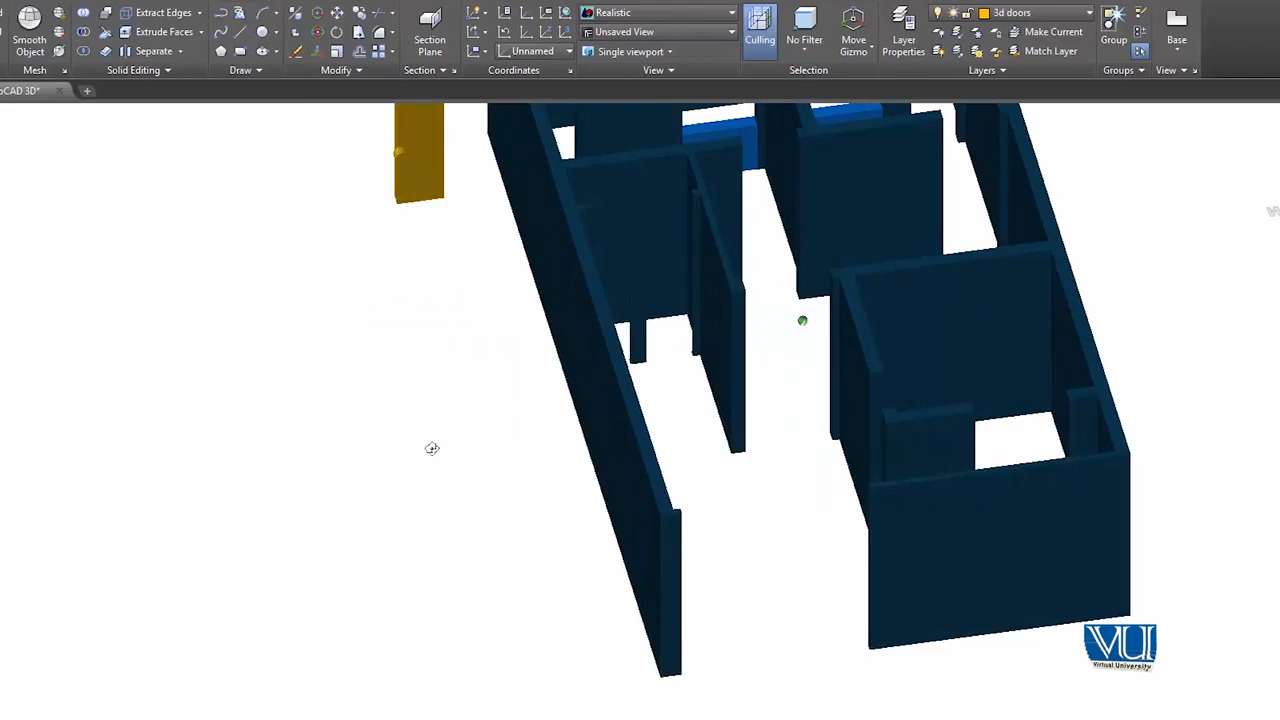 Smooth
Object
Mesh
Extract Edges
Extrude Faces
Separate
Solid Editing
Draw
Modify
Section
Plane
Section
Unnamed
Coordinates
Realistic
Unsaved View
Single viewport
View
Culling
No Filter
Move
Gizmo
Selection
Layer
Properties
3d doors
Make Current
Match Layer
Layers
Group
Groups
Base
View
oCAD 3D*
VU
Virtual University